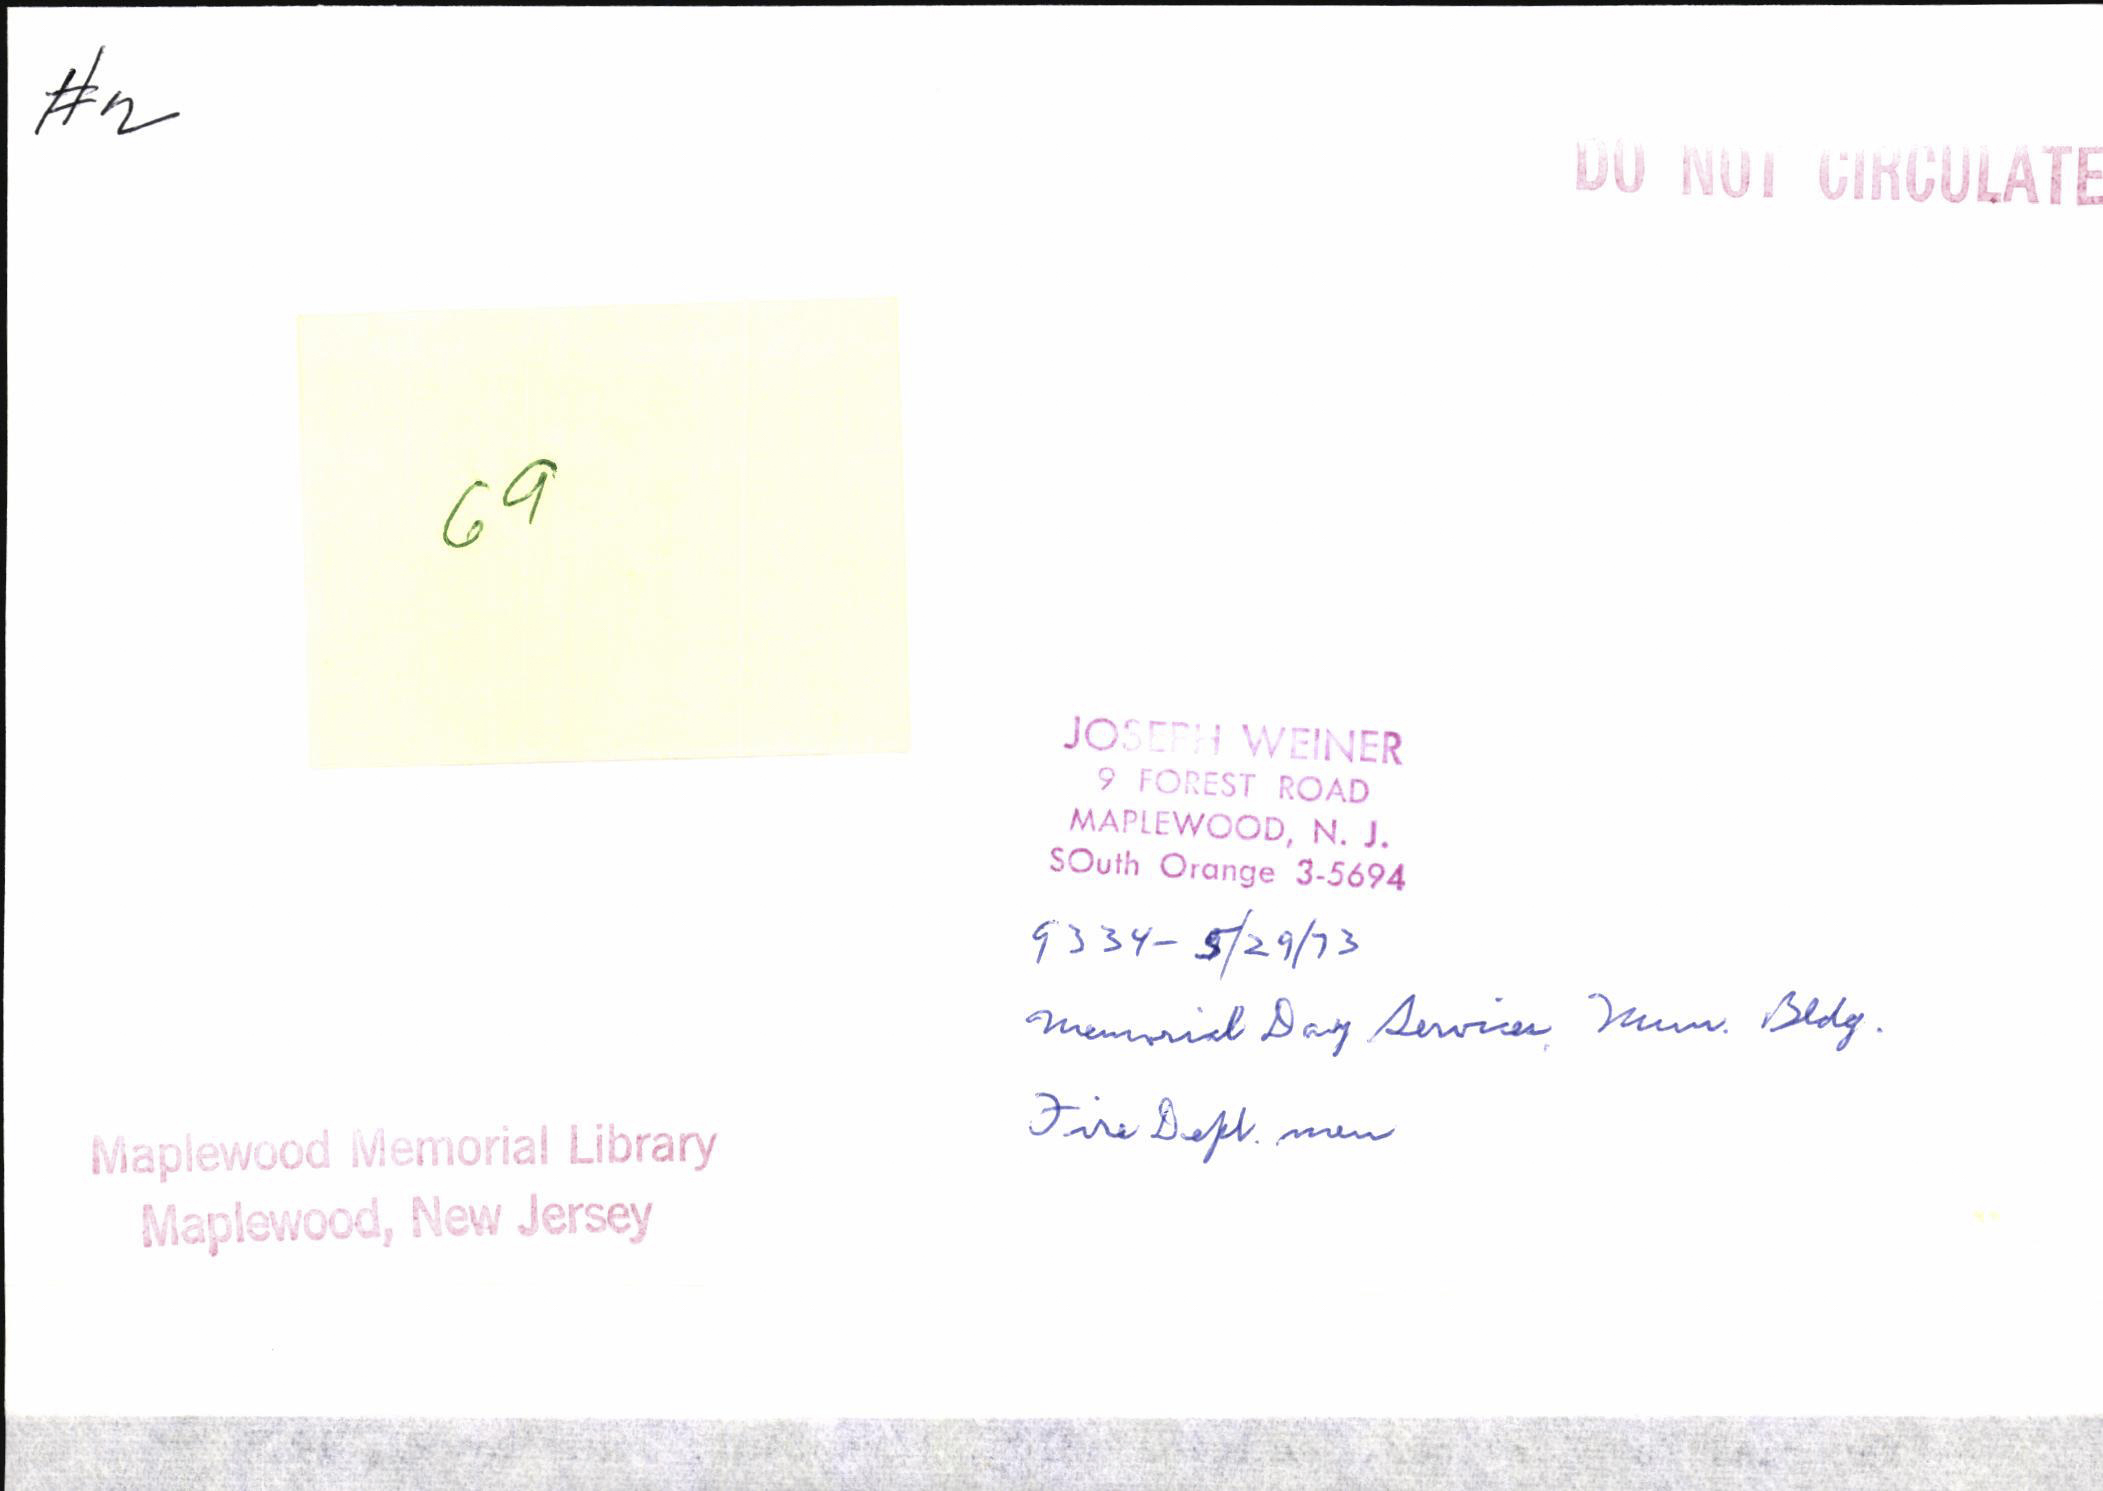 #2
DO NOT CIRCULATE
69
JOSEPH WEINER
9 FOREST ROAD
MAPLEWOOD, N. J.
SOuth Orange 3-5694
9334- 5/29/73
Memorial Day Services, Mun. Bldg.
Fire Dept. men
Maplewood Memorial Library
Maplewood, New Jersey